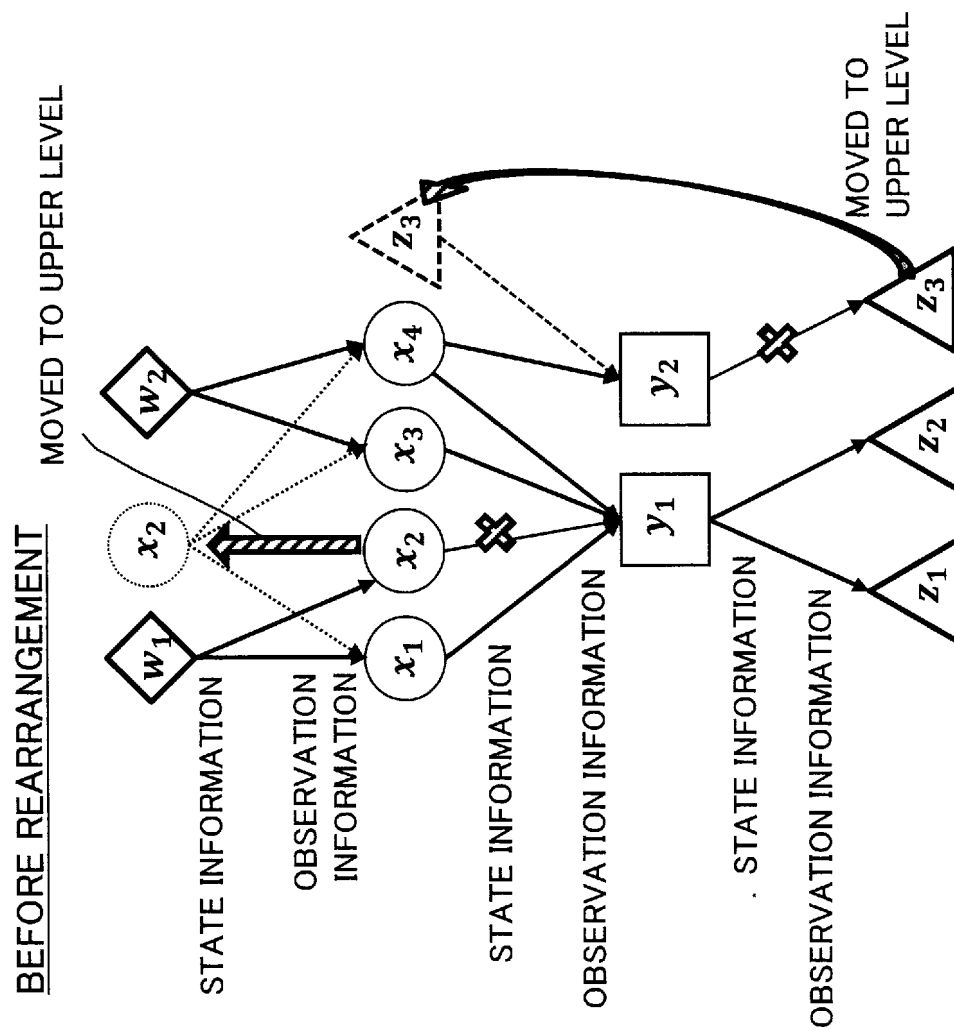 BEFORE REARRANGEMENT
MOVED TO UPPER LEVEL
w1
x2
w2
STATE INFORMATION
OBSERVATION
INFORMATION
x1
x2
x3
x4
z3
STATE INFORMATION
OBSERVATION INFORMATION
y1
y2
MOVED TO
UPPER LEVEL
. STATE INFORMATION
OBSERVATION INFORMATION
z1
z2
z3